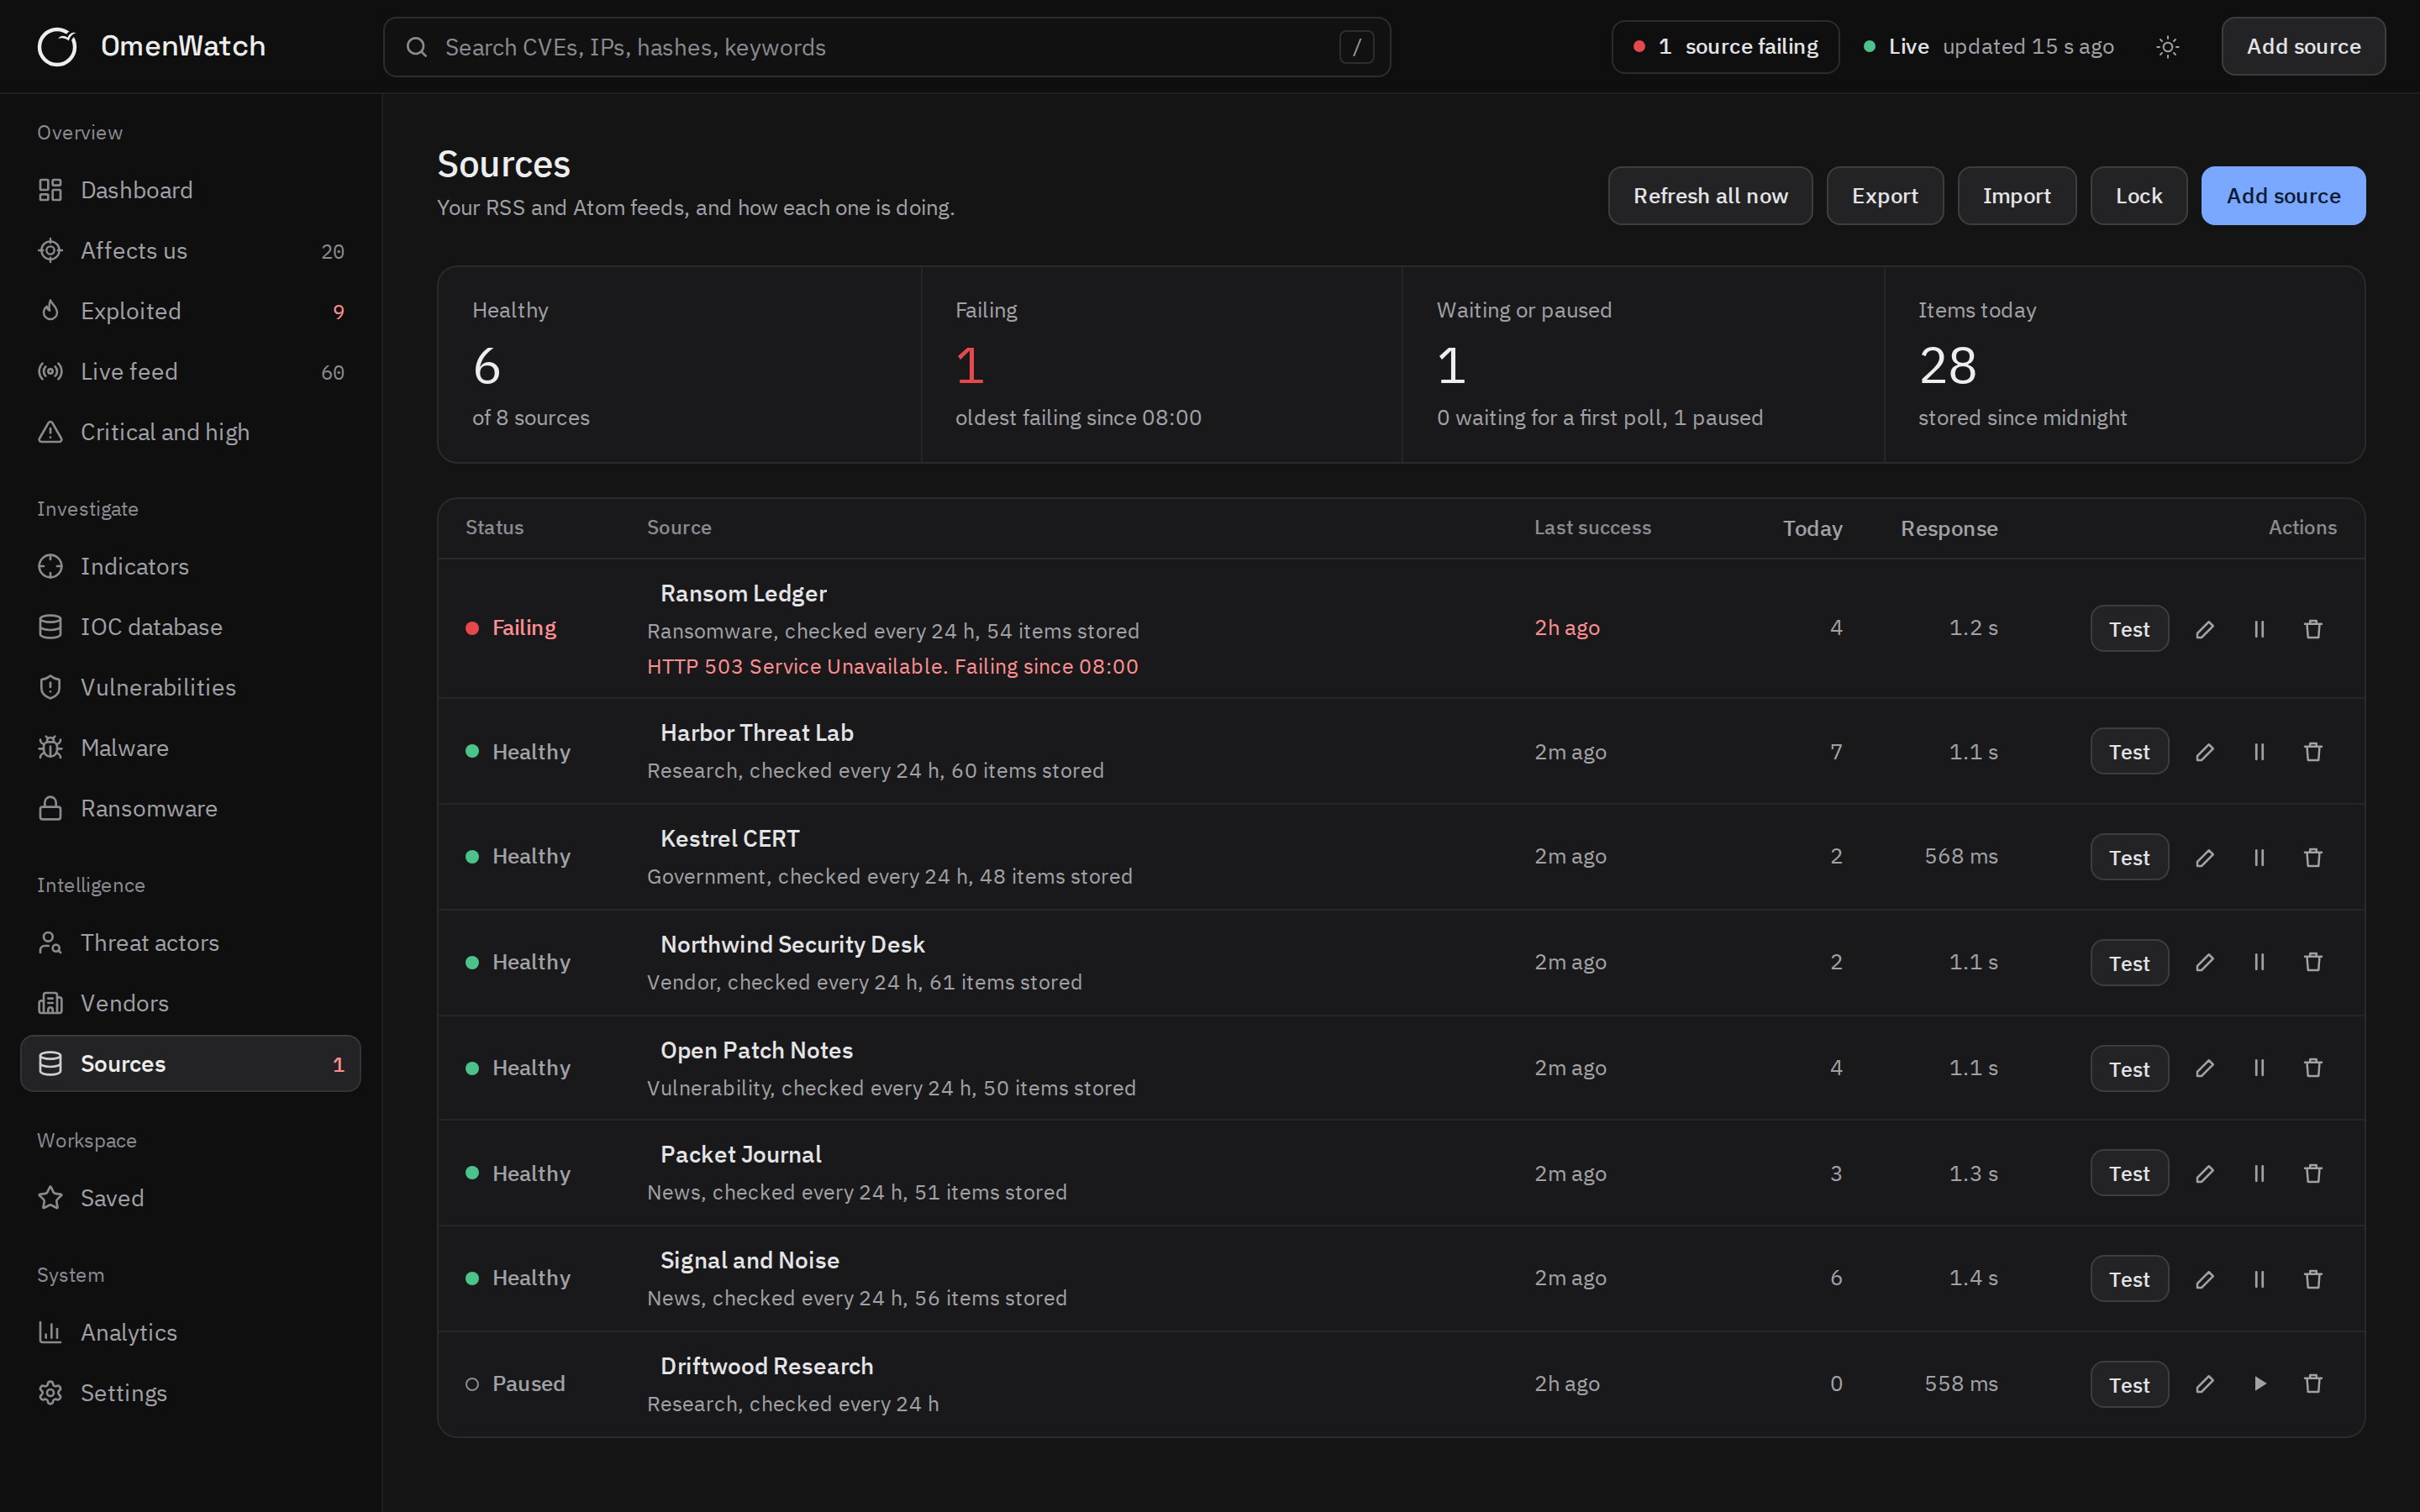 OmenWatch
Search CVEs, IPs, hashes, keywords /
1 source failing
Live updated 15 s ago
Add source
Overview
Dashboard
Affects us 20
Exploited 9
Live feed 60
Critical and high
Investigate
Indicators
IOC database
Vulnerabilities
Malware
Ransomware
Intelligence
Threat actors
Vendors
Sources 1
Workspace
Saved
System
Analytics
Settings
Sources
Your RSS and Atom feeds, and how each one is doing.
Refresh all now Export Import Lock Add source
Healthy
6
of 8 sources
Failing
1
oldest failing since 08:00
Waiting or paused
1
0 waiting for a first poll, 1 paused
Items today
28
stored since midnight
Status Source Last success Today Response Actions
Ransom Ledger
Failing Ransomware, checked every 24 h, 54 items stored 2h ago 4 1.2 s Test
HTTP 503 Service Unavailable. Failing since 08:00
Harbor Threat Lab
Healthy 2m ago 7 1.1 s Test
Research, checked every 24 h, 60 items stored
Kestrel CERT
Healthy 2m ago 2 568 ms Test
Government, checked every 24 h, 48 items stored
Northwind Security Desk
Healthy 2m ago 2 1.1 s Test
Vendor, checked every 24 h, 61 items stored
Open Patch Notes
Healthy 2m ago 4 1.1 s Test
Vulnerability, checked every 24 h, 50 items stored
Packet Journal
Healthy 2m ago 3 1.3 s Test
News, checked every 24 h, 51 items stored
Signal and Noise
Healthy 2m ago 6 1.4 s Test
News, checked every 24 h, 56 items stored
Driftwood Research
Paused 2h ago 0 558 ms Test
Research, checked every 24 h